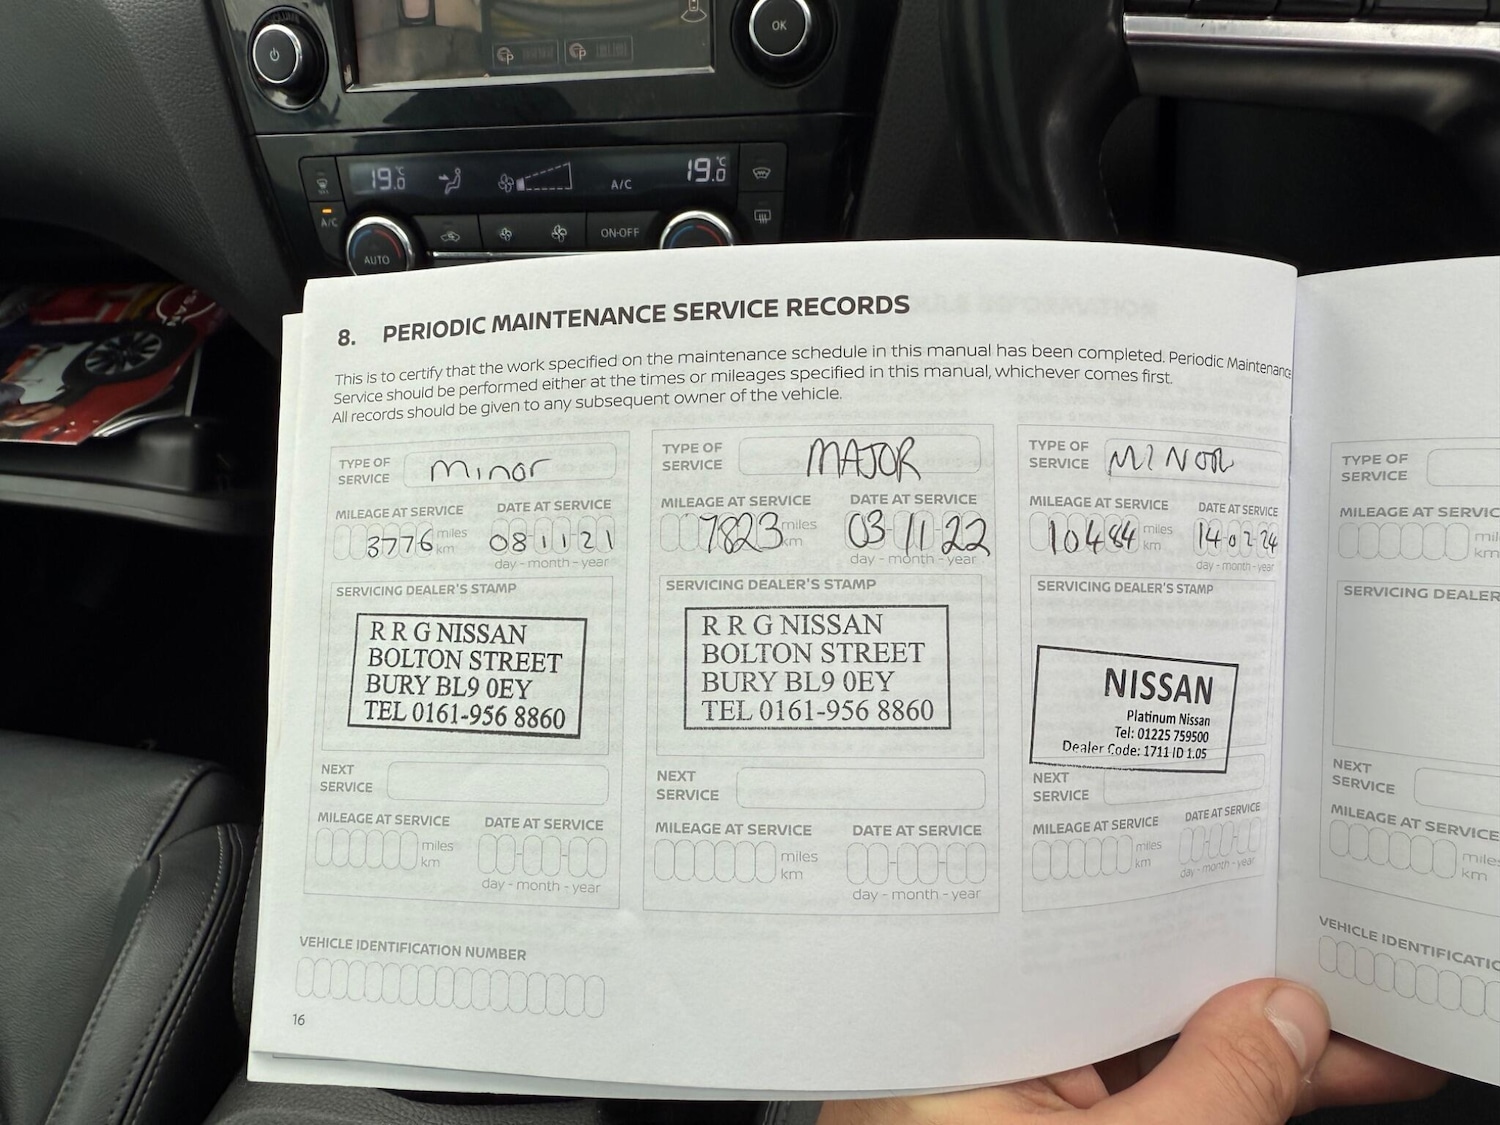 VOLUME
OK
19.0°C
A/C
19.0°C
A/C
AUTO
ON·OFF
8. PERIODIC MAINTENANCE SERVICE RECORDS
This is to certify that the work specified on the maintenance schedule in this manual has been completed. Periodic Maintenance
Service should be performed either at the times or mileages specified in this manual, whichever comes first.
All records should be given to any subsequent owner of the vehicle.
TYPE OF
SERVICE
minor
MILEAGE AT SERVICE
DATE AT SERVICE
3776 miles
km
08 11 21
day - month - year
SERVICING DEALER'S STAMP
R R G NISSAN
BOLTON STREET
BURY BL9 0EY
TEL 0161-956 8860
NEXT
SERVICE
MILEAGE AT SERVICE
DATE AT SERVICE
miles
km
day - month - year
TYPE OF
SERVICE
MAJOR
MILEAGE AT SERVICE
DATE AT SERVICE
7823 miles
km
03 11 22
day - month - year
SERVICING DEALER'S STAMP
R R G NISSAN
BOLTON STREET
BURY BL9 0EY
TEL 0161-956 8860
NEXT
SERVICE
MILEAGE AT SERVICE
DATE AT SERVICE
miles
km
day - month - year
TYPE OF
SERVICE
MINOR
MILEAGE AT SERVICE
DATE AT SERVICE
10484 miles
km
14 02 24
day - month - year
SERVICING DEALER'S STAMP
NISSAN
Platinum Nissan
Tel: 01225 759500
Dealer Code: 1711 ID 1.05
NEXT
SERVICE
MILEAGE AT SERVICE
DATE AT SERVICE
miles
km
day - month - year
VEHICLE IDENTIFICATION NUMBER
16
TYPE OF
SERVICE
MILEAGE AT SERVIC
mil
km
SERVICING DEALER
NEXT
SERVICE
MILEAGE AT SERVICE
miles
km
VEHICLE IDENTIFICATIO